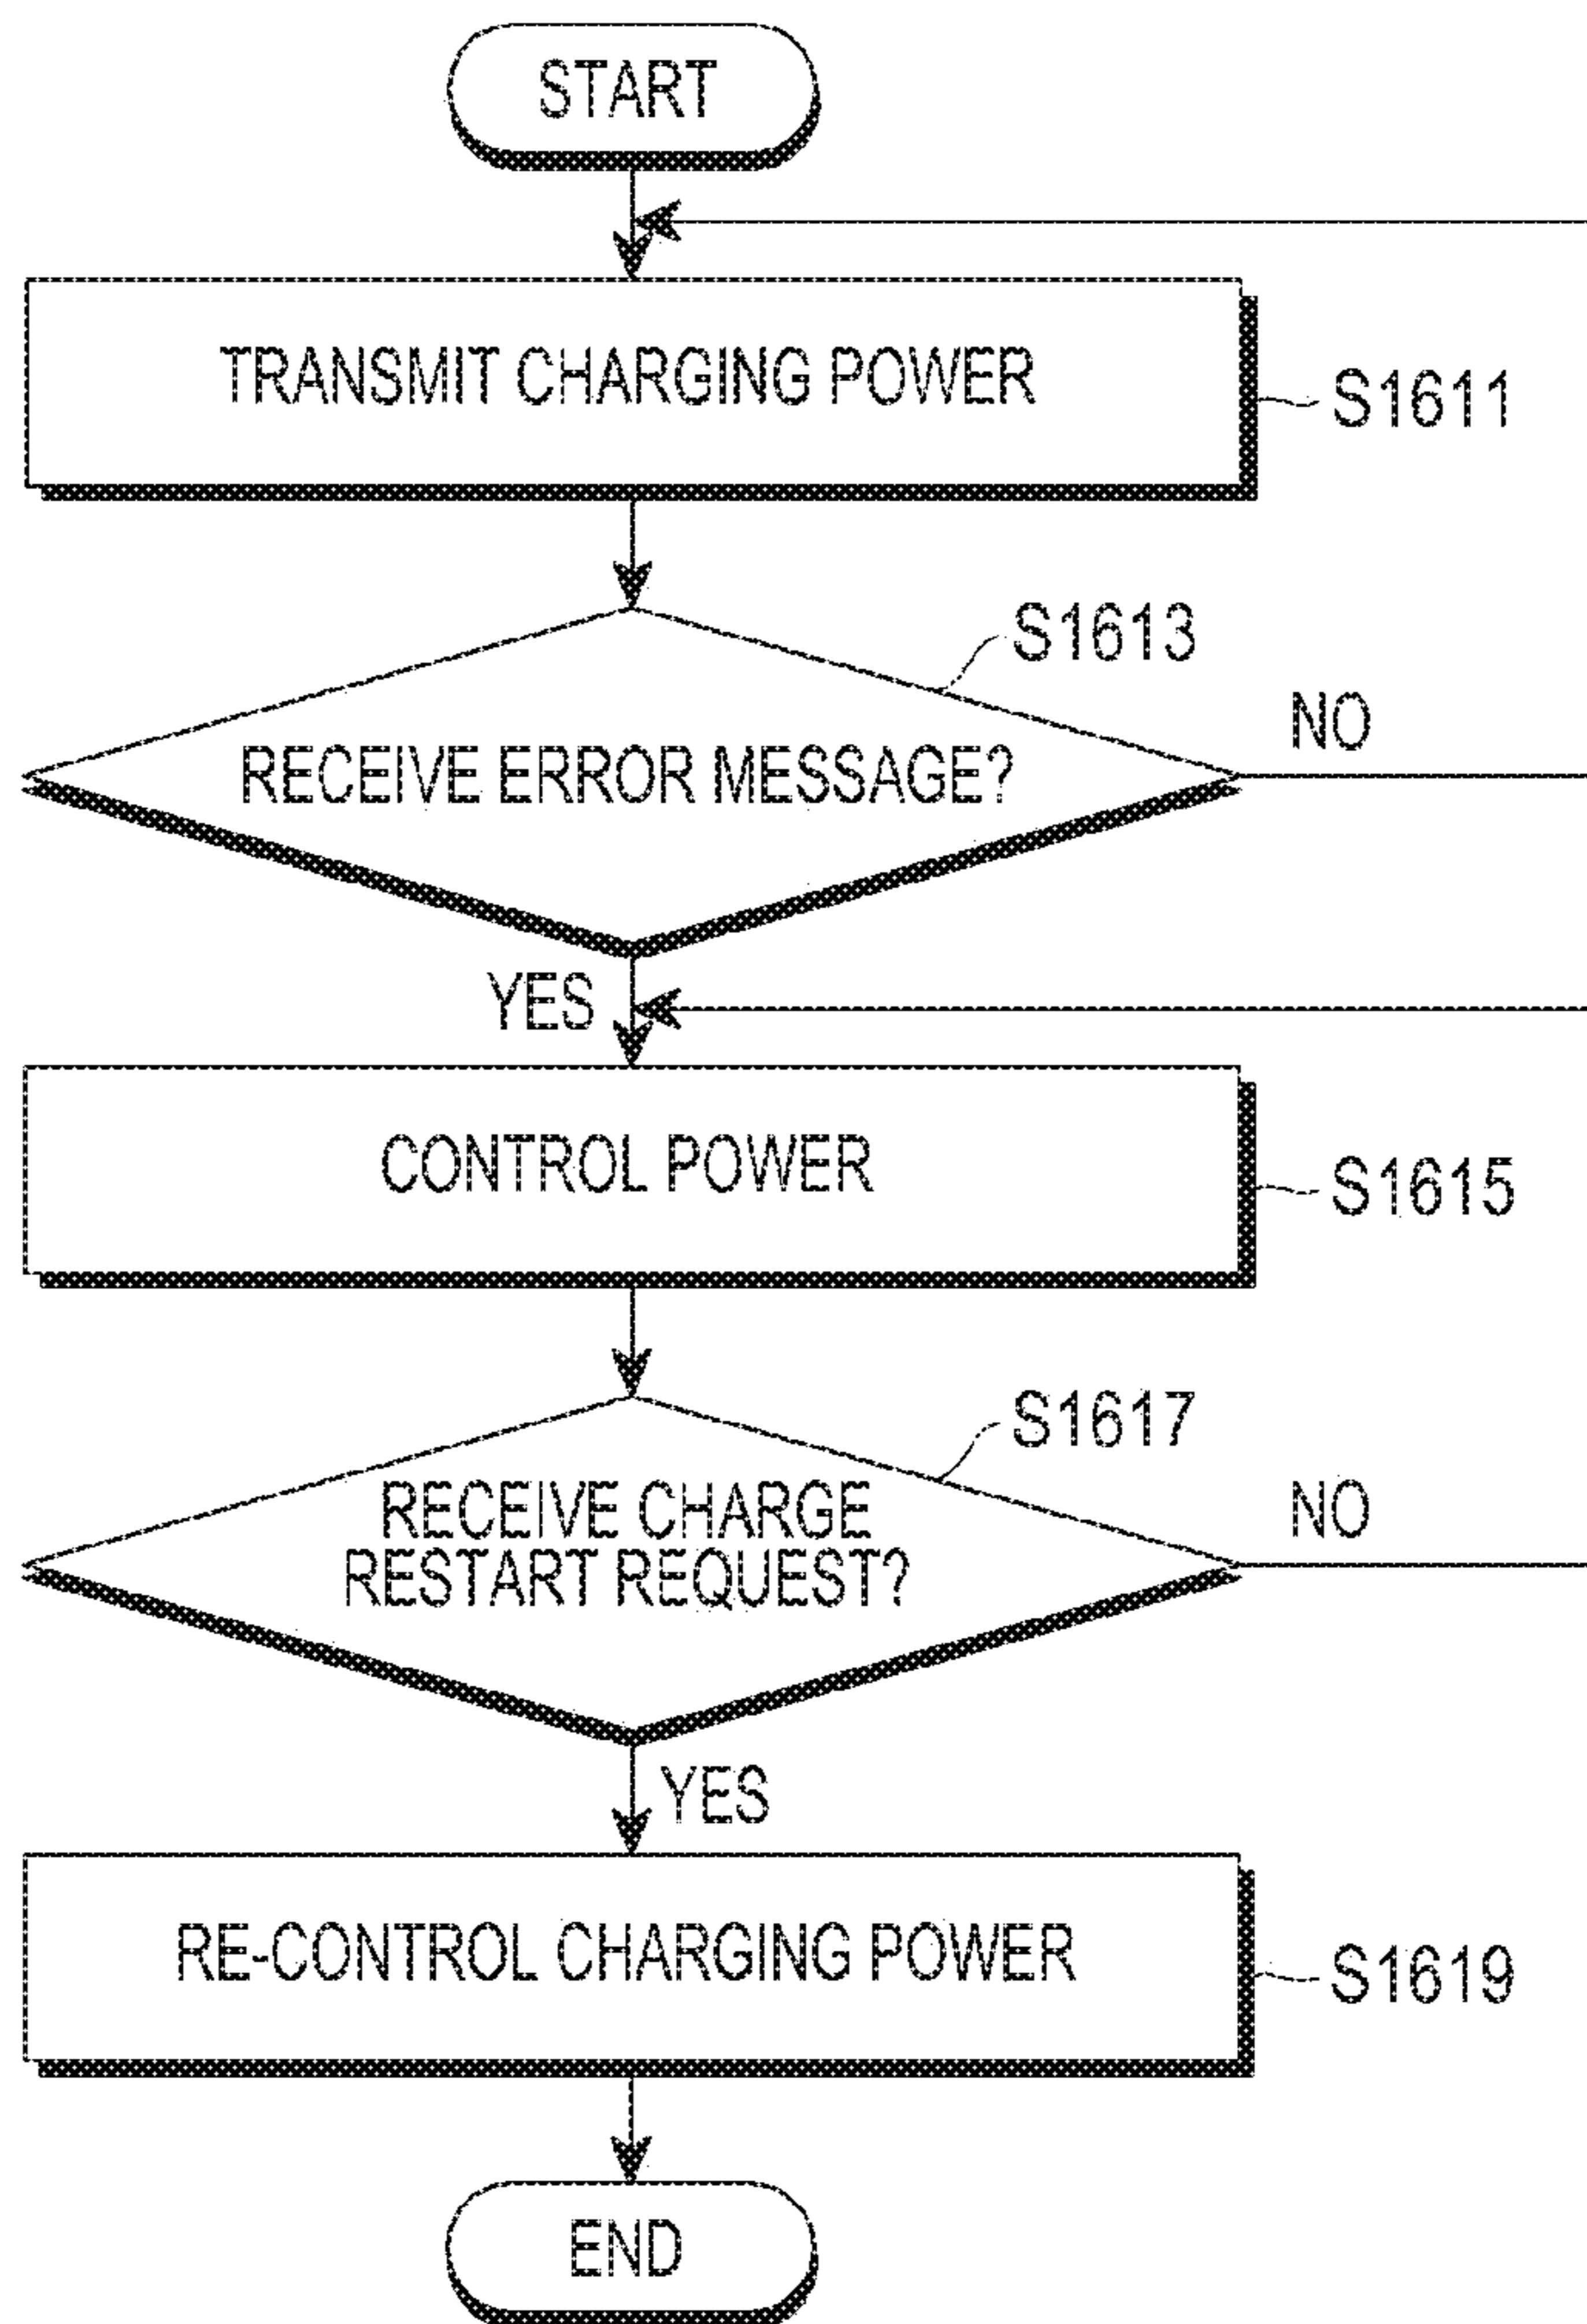 START
TRANSMIT CHARGING POWER
S1611
S1613
RECEIVE ERROR MESSAGE?
NO
YES
CONTROL POWER
S1615
S1617
RECEIVE CHARGE
RESTART REQUEST?
NO
YES
RE-CONTROL CHARGING POWER
S1619
END